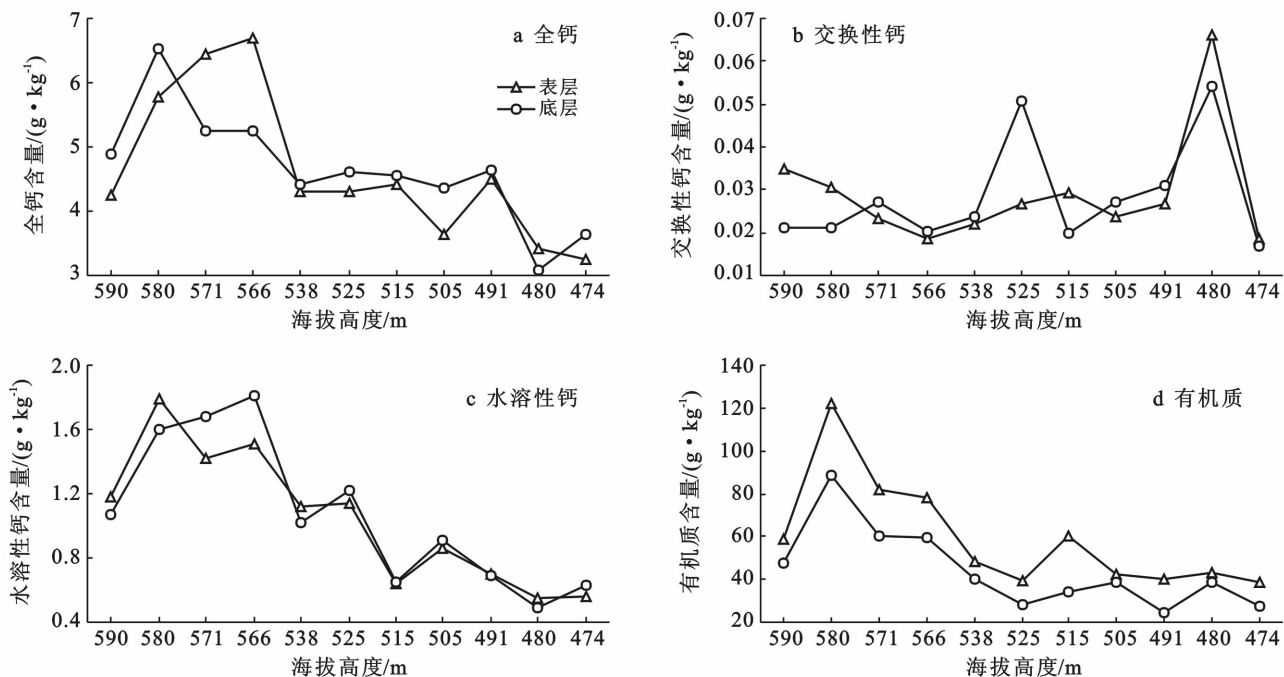 a 全钙
表层
底层
全钙含量/(g·kg⁻¹)
7
6
5
4
3
590 580 571 566 538 525 515 505 491 480 474
海拔高度/m
b 交换性钙
交换性钙含量/(g·kg⁻¹)
0.07
0.06
0.05
0.04
0.03
0.02
0.01
590 580 571 566 538 525 515 505 491 480 474
海拔高度/m
c 水溶性钙
水溶性钙含量/(g·kg⁻¹)
2.0
1.6
1.2
0.8
0.4
590 580 571 566 538 525 515 505 491 480 474
海拔高度/m
d 有机质
有机质含量/(g·kg⁻¹)
140
120
100
80
60
40
20
590 580 571 566 538 525 515 505 491 480 474
海拔高度/m